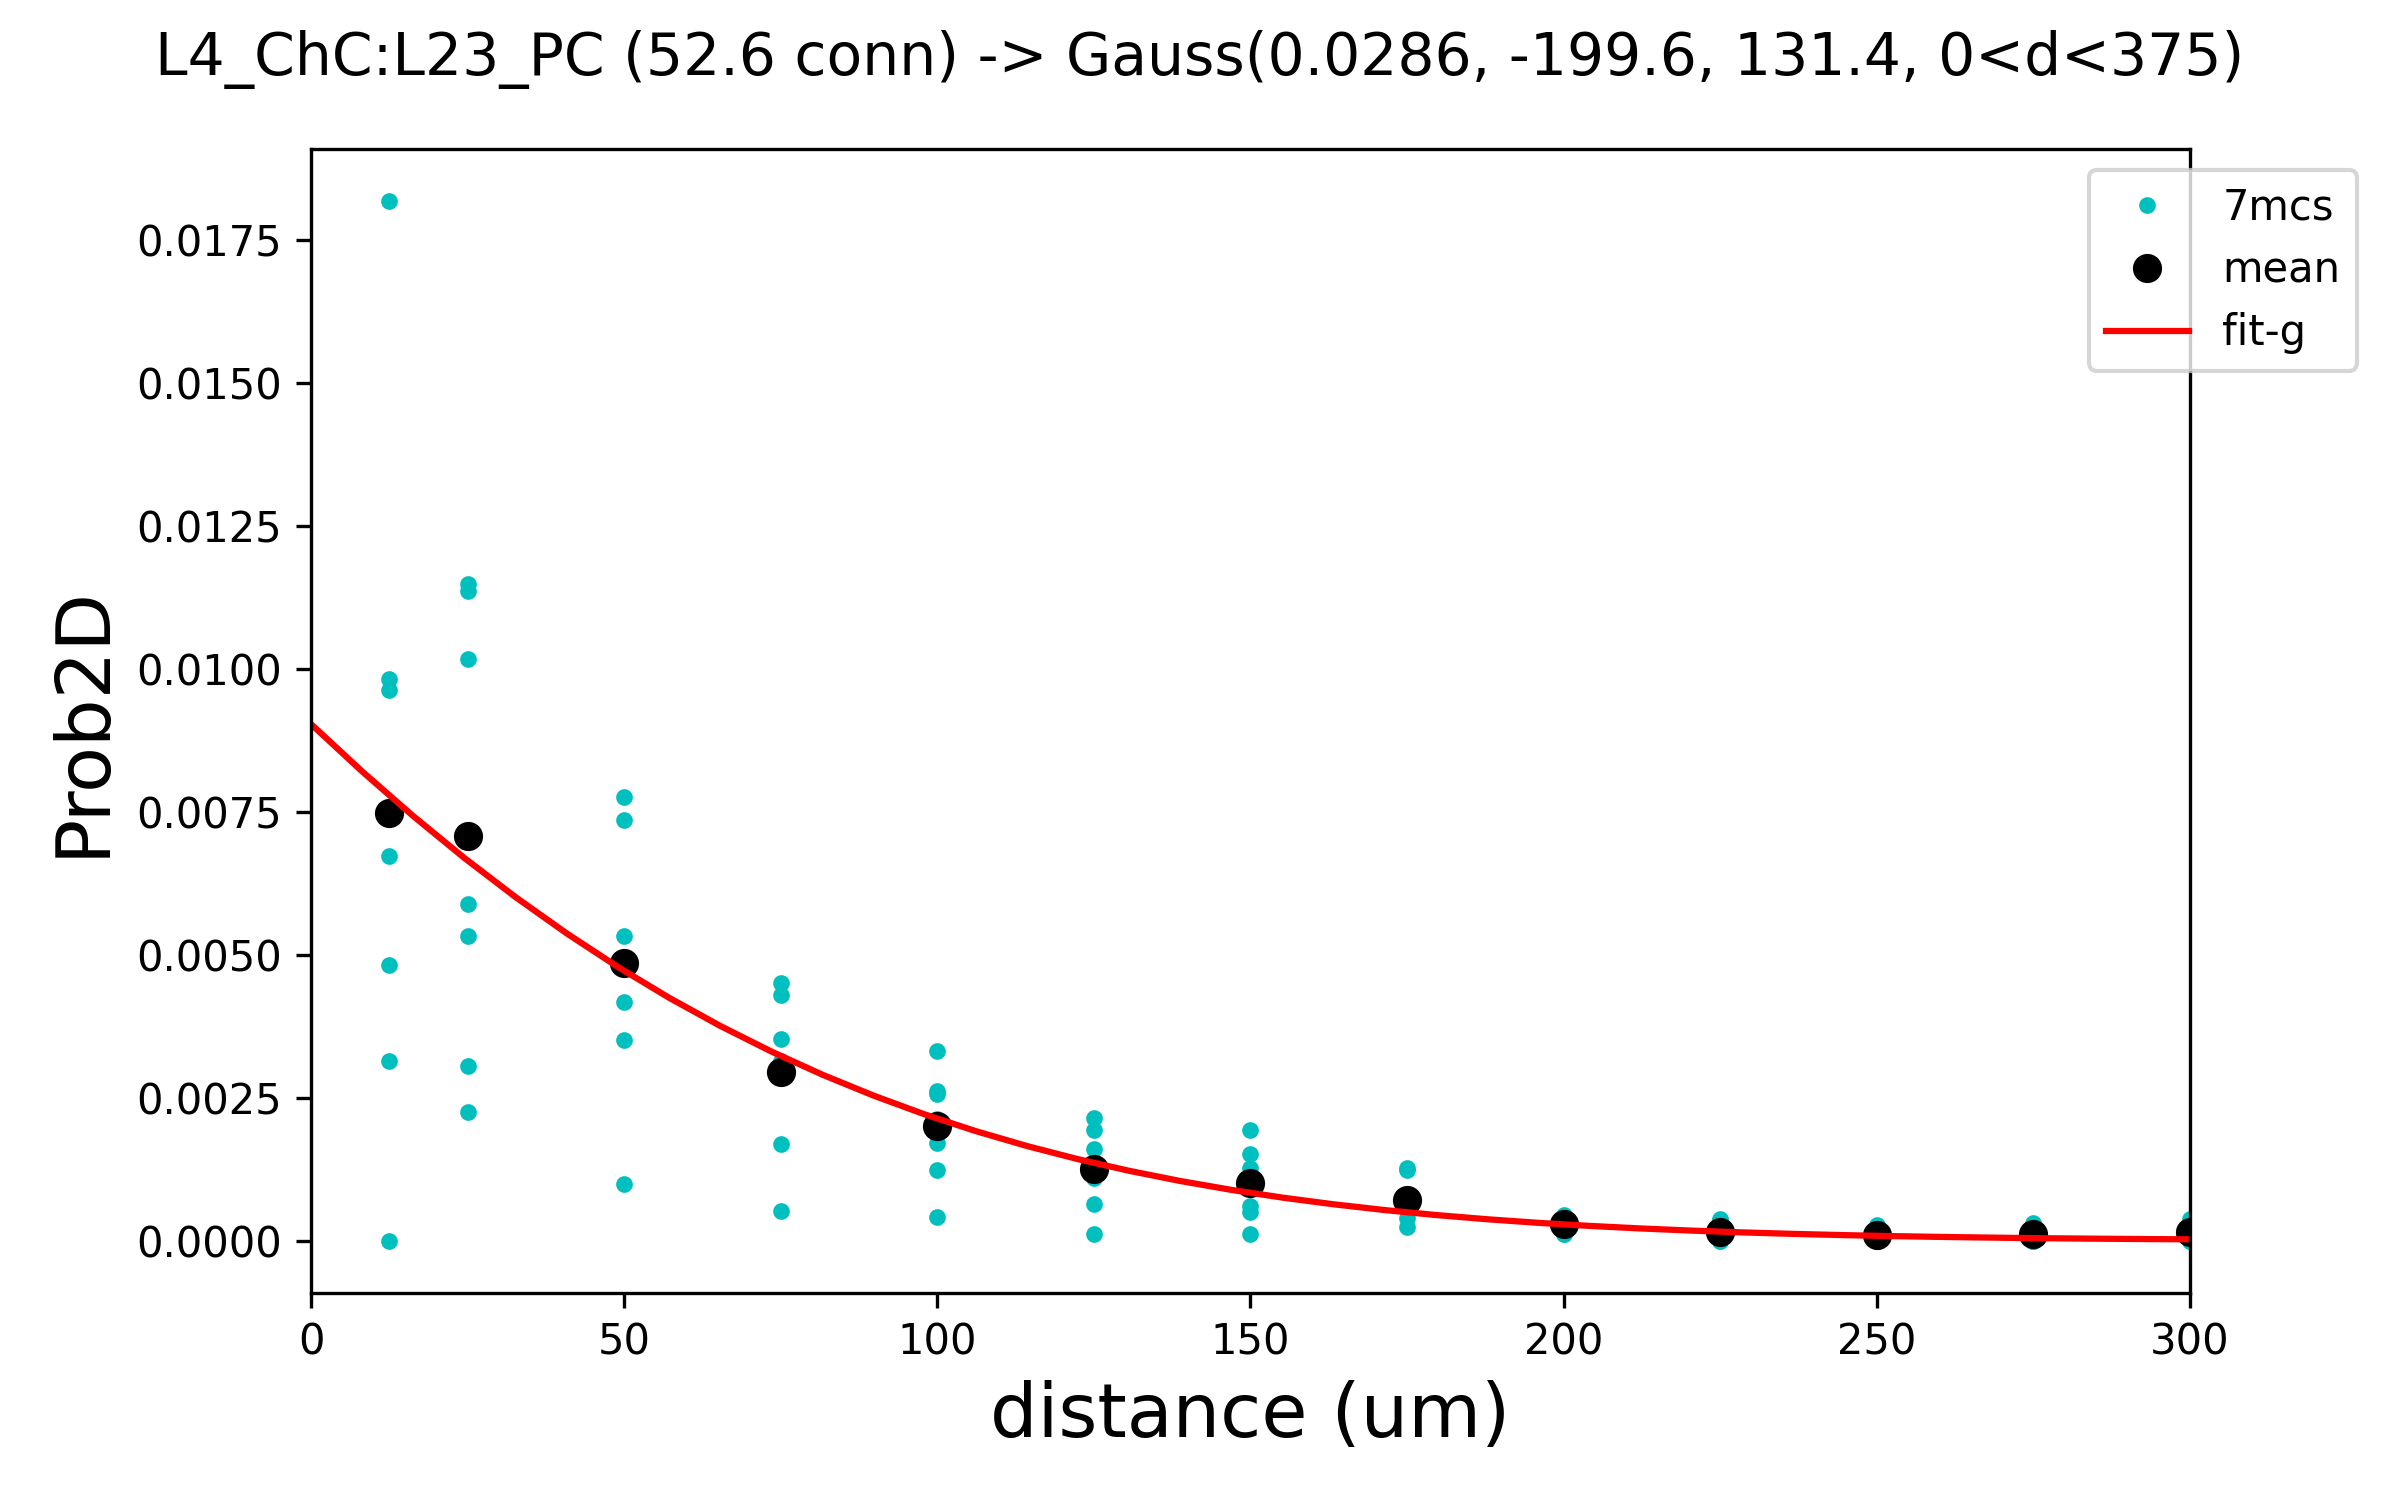 L4_ChC:L23_PC (52.6 conn) -> Gauss(0.0286, -199.6, 131.4, 0<d<375)
7mcs
mean
fit-g
Prob2D
0.0175
0.0150
0.0125
0.0100
0.0075
0.0050
0.0025
0.0000
0 50 100 150 200 250 300
distance (um)